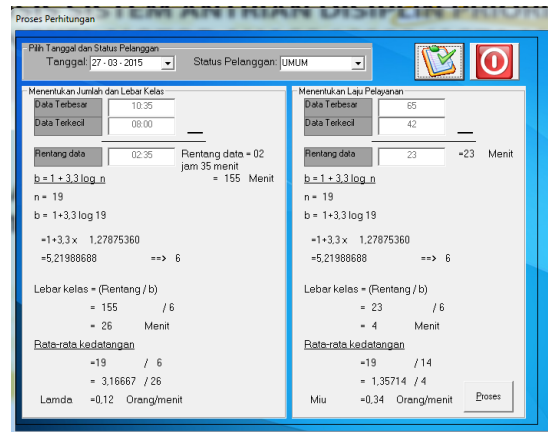 SISTEM ANTRIAN DISIPLIN PRIORI
Proses Perhitungan
Pilih Tanggal dan Status Pelanggan
Tanggal: 27 - 03 - 2015 Status Pelanggan: UMUM
Menentukan Jumlah dan Lebar Kelas
Data Terbesar 10:35
Data Terkecil 08:00
Rentang data 02:35 Rentang data = 02 jam 35 menit
= 155 Menit
b = 1 + 3,3 log n
n = 19
b = 1+3,3 log 19
=1+3,3 x 1,27875360
=5,21988688 ==> 6
Lebar kelas = (Rentang / b)
= 155 / 6
= 26 Menit
Rata-rata kedatangan
=19 / 6
= 3,16667 / 26
Lamda =0,12 Orang/menit
Menentukan Laju Pelayanan
Data Terbesar 65
Data Terkecil 42
Rentang data 23 =23 Menit
b = 1 + 3,3 log n
n = 19
b = 1+3,3 log 19
=1+3,3 x 1,27875360
=5,21988688 ==> 6
Lebar kelas = (Rentang / b)
= 23 / 6
= 4 Menit
Rata-rata kedatangan
=19 / 14
= 1,35714 / 4
Miu =0,34 Orang/menit
Proses